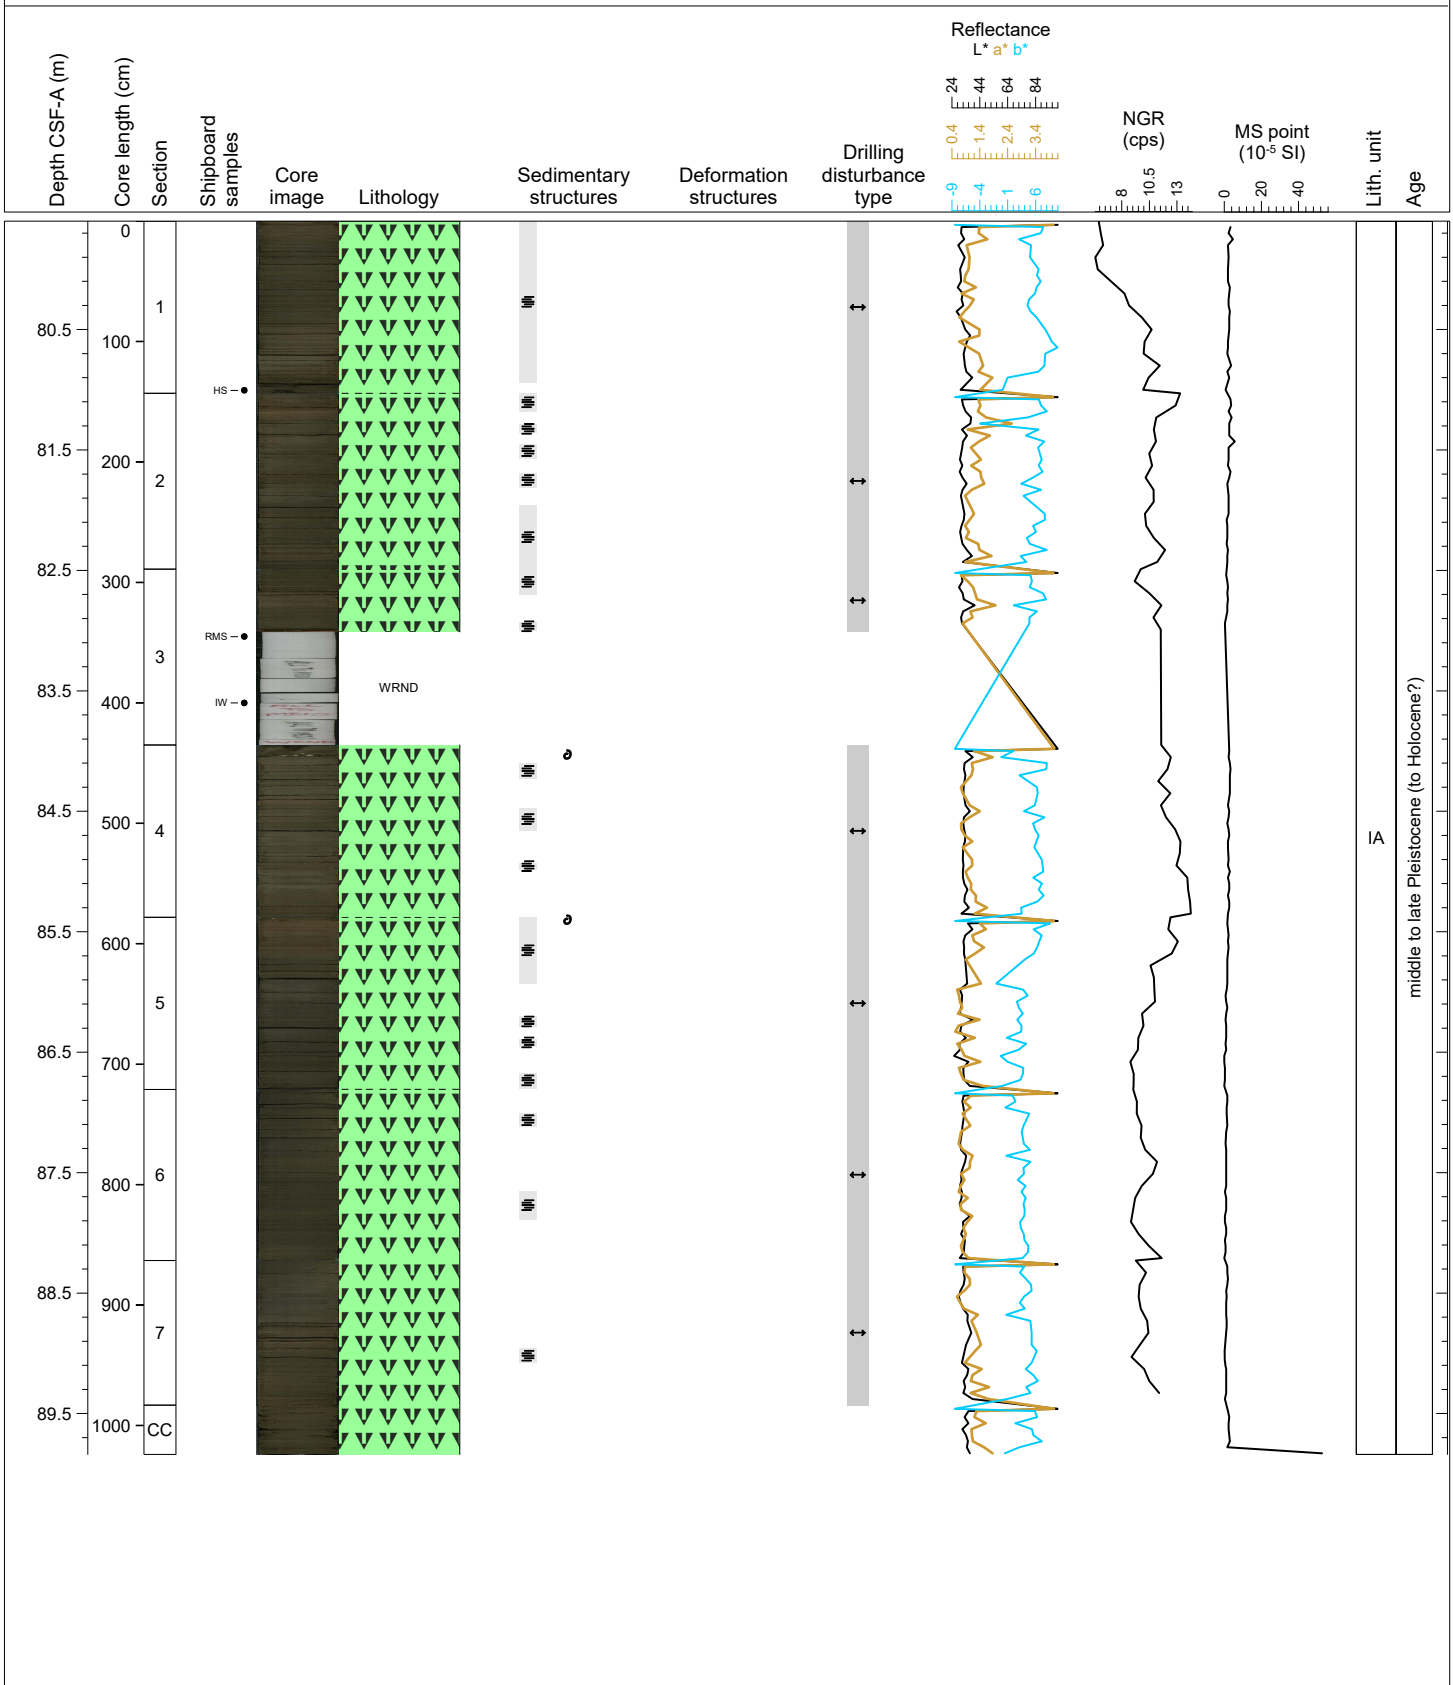 Depth CSF-A (m)
Core length (cm)
Section
Shipboard
samples
Core
image
Lithology
Sedimentary
structures
Deformation
structures
Drilling
disturbance
type
Reflectance
L* a* b*
24 44 64 84
0.4 1.4 2.4 3.4
-9 -4 1 6
NGR
(cps)
8 10.5 13
MS point
(10-5 SI)
0 20 40
Lith. unit
Age
0
1
80.5
100
HS
81.5
200
2
82.5
300
RMS
3
WRND
83.5
400
IW
84.5
500
4
IA
middle to late Pleistocene (to Holocene?)
85.5
600
5
86.5
700
87.5
800
6
88.5
900
7
89.5
1000
CC